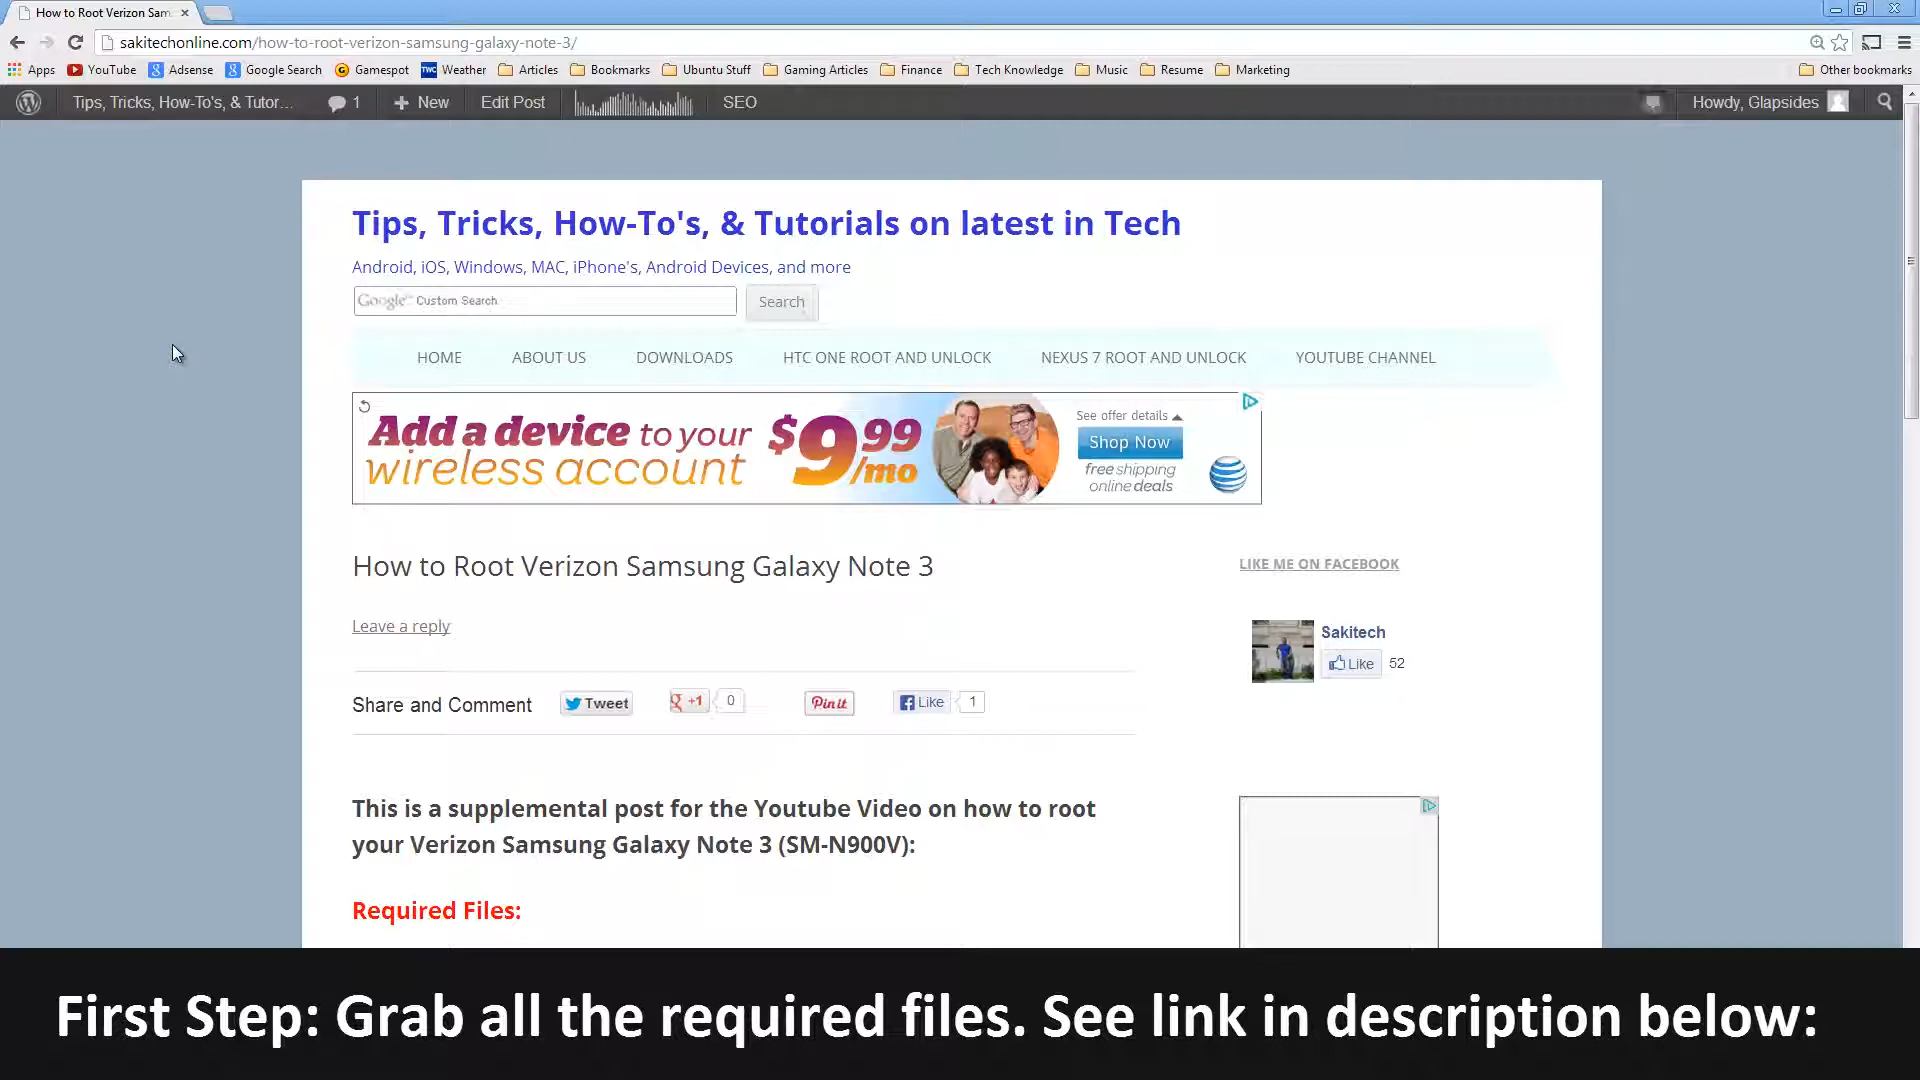 How to Root Verizon Sam
sakitechonline.com/how-to-root-verizon-samsung-galaxy-note-3/
Apps YouTube Adsense Google Search Gamespot Weather Articles Bookmarks Ubuntu Stuff Gaming Articles Finance Tech Knowledge Music Resume Marketing Other bookmarks
Tips, Tricks, How-To's, & Tutor... 1 New Edit Post SEO Howdy, Glapsides
Tips, Tricks, How-To's, & Tutorials on latest in Tech
Android, iOS, Windows, MAC, iPhone's, Android Devices, and more
Google™ Custom Search Search
HOME ABOUT US DOWNLOADS HTC ONE ROOT AND UNLOCK NEXUS 7 ROOT AND UNLOCK YOUTUBE CHANNEL
Add a device to your
wireless account
$9.99/mo
See offer details
Shop Now
free shipping
online deals
How to Root Verizon Samsung Galaxy Note 3
LIKE ME ON FACEBOOK
Leave a reply
Sakitech
Like 52
Share and Comment Tweet +1 0 Pin it Like 1
This is a supplemental post for the Youtube Video on how to root
your Verizon Samsung Galaxy Note 3 (SM-N900V):
Required Files:
First Step: Grab all the required files. See link in description below: